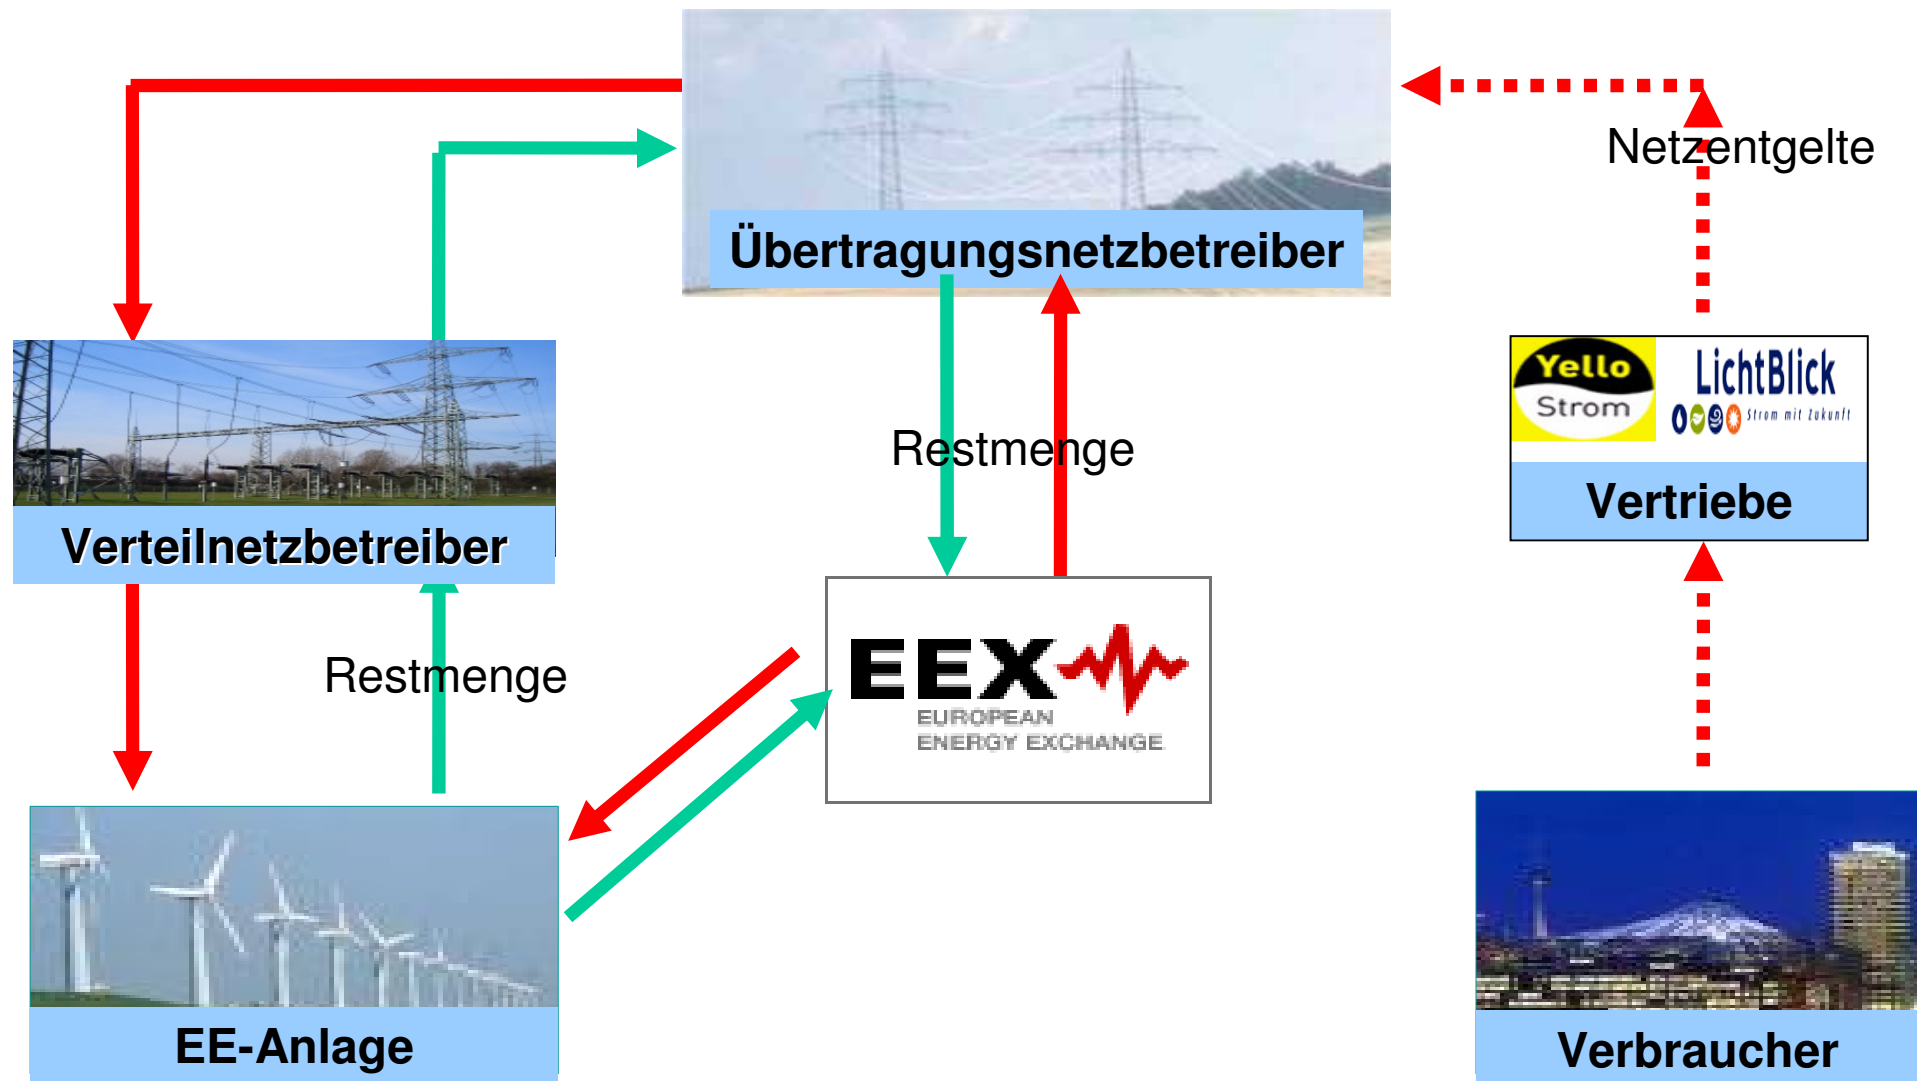 Netzentgelte
Übertragungsnetzbetreiber
Yello
Strom
LichtBlick
Strom mit Zukunft
Restmenge
Vertriebe
Verteilnetzbetreiber
Restmenge
EEX
EUROPEAN
ENERGY EXCHANGE
EE-Anlage
Verbraucher